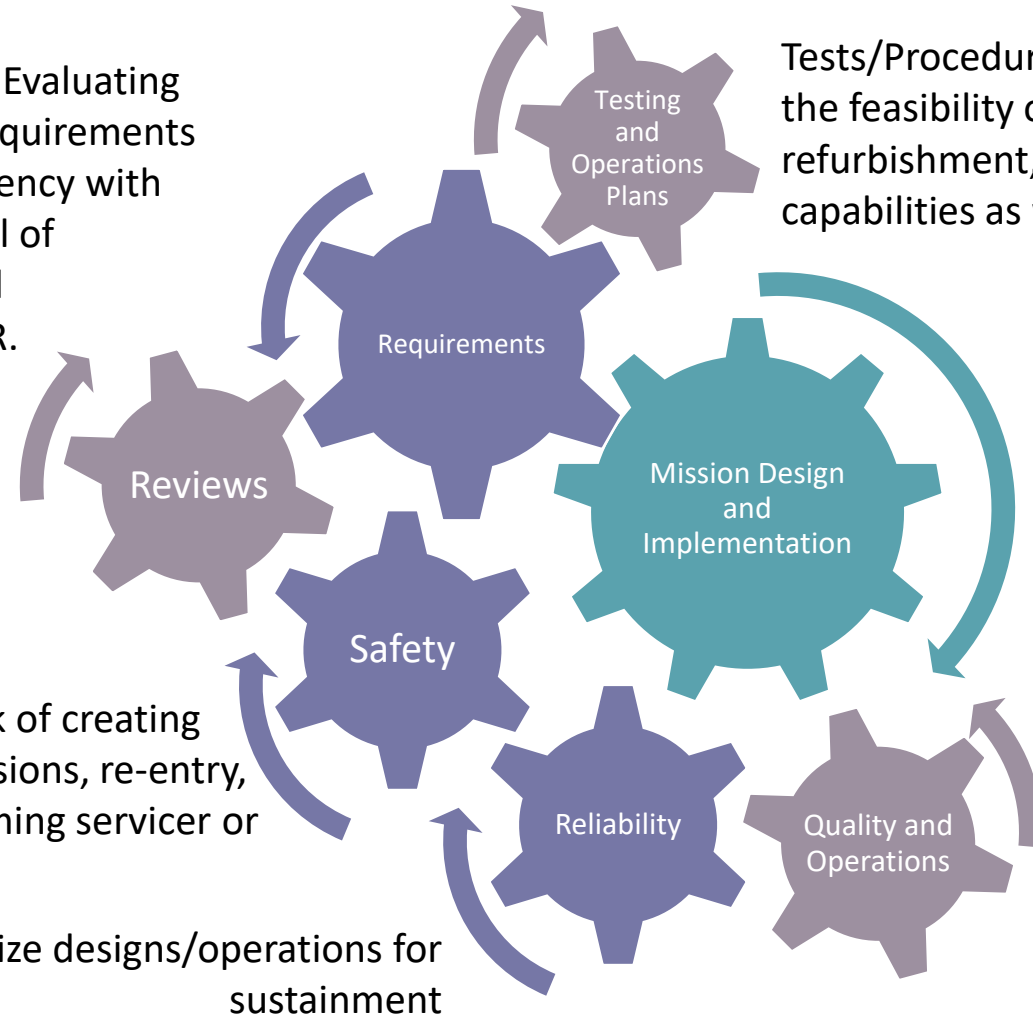 Evaluating
quirements
ency with
l of
R.
Testing
and
Operations
Plans
Tests/Procedur
the feasibility
refurbishment,
capabilities as
Requirements
Reviews
Mission Design
and
Implementation
Safety
k of creating
sions, re-entry,
ning servicer or
Reliability
Quality and
Operations
ize designs/operations for
sustainment